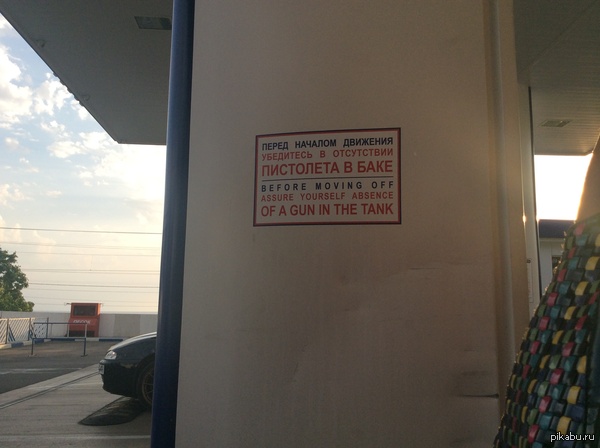 ПЕРЕД НАЧАЛОМ ДВИЖЕНИЯ
УБЕДИТЕСЬ В ОТСУТСТВИИ
ПИСТОЛЕТА В БАКЕ
BEFORE MOVING OFF
ASSURE YOURSELF ABSENCE
OF A GUN IN THE TANK
pikabu.ru